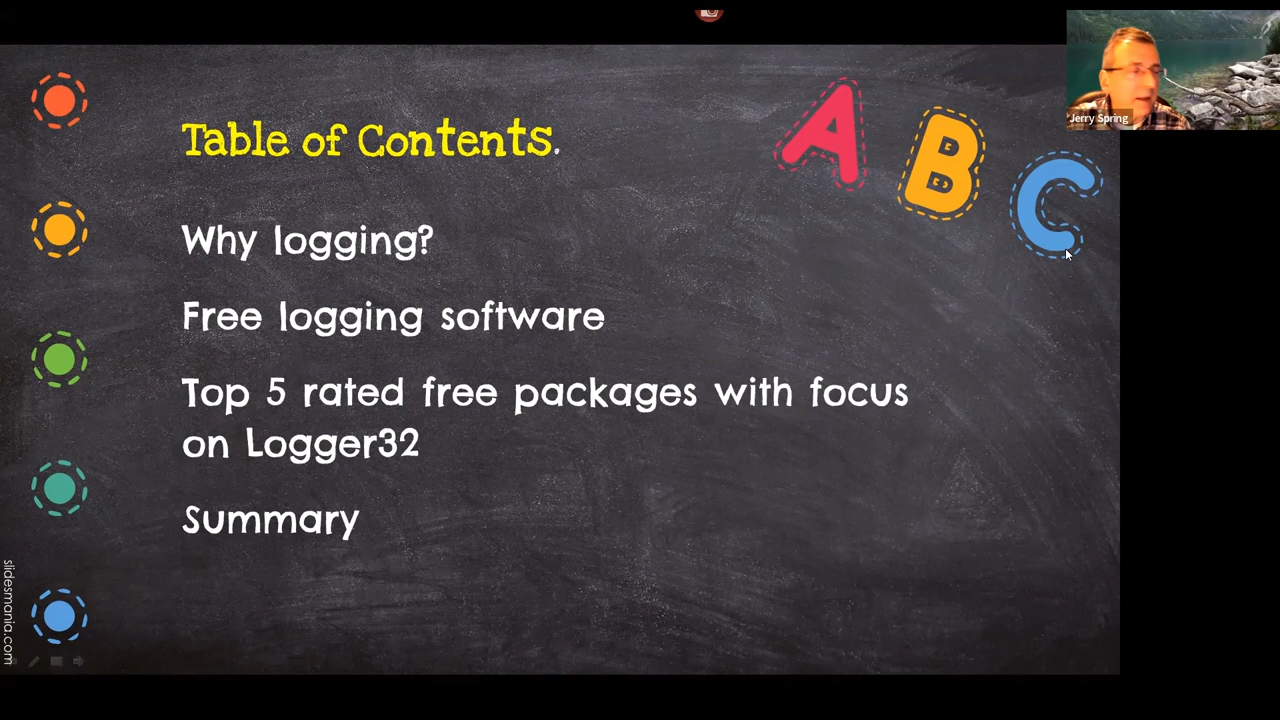 Table of Contents.
A
B
C
Why logging?
Free logging software
Top 5 rated free packages with focus
on Logger32
Summary
slidesmania.com
Jerry Spring